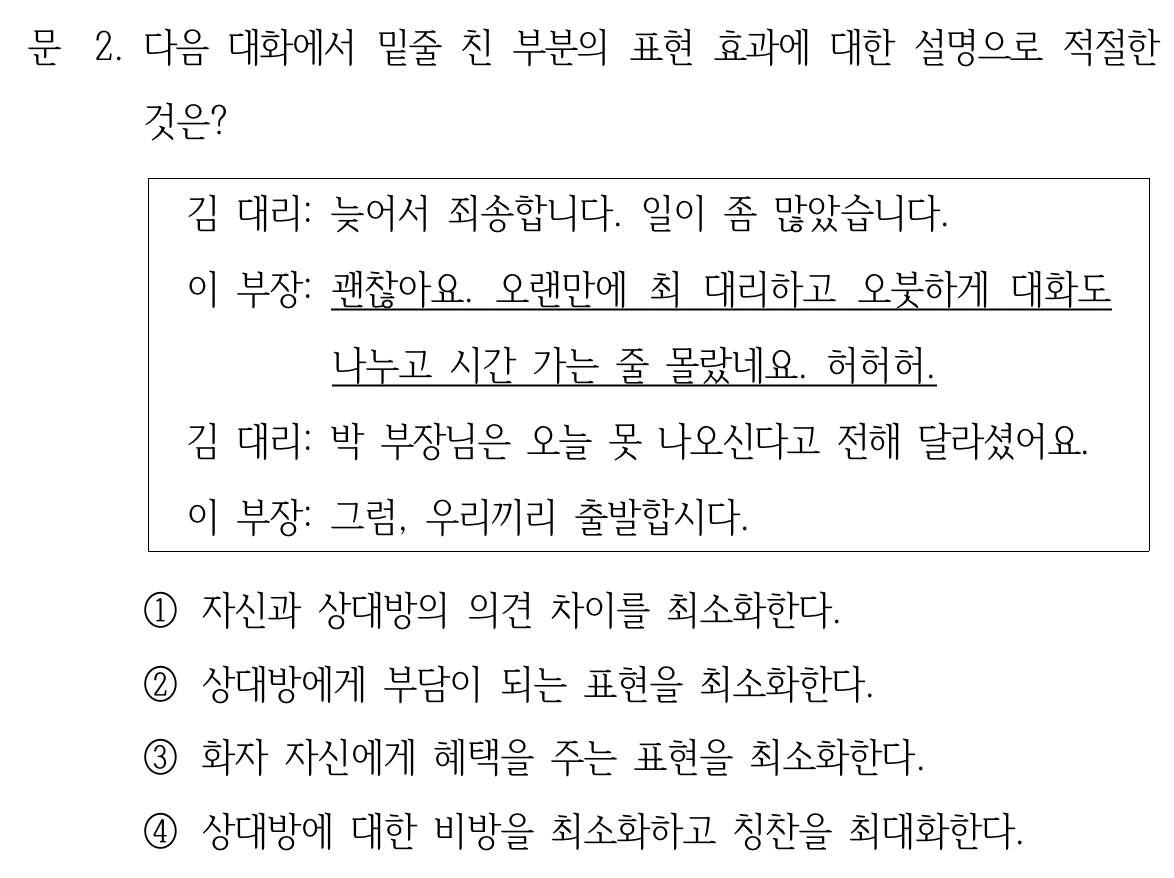 문 2. 다음 대화에서 밑줄 친 부분의 표현 효과에 대한 설명으로 적절한
것은?
김 대리: 늦어서 죄송합니다. 일이 좀 많았습니다.
이 부장: 괜찮아요. 오랜만에 최 대리하고 오붓하게 대화도
나누고 시간 가는 줄 몰랐네요. 허허허.
김 대리: 박 부장님은 오늘 못 나오신다고 전해 달라셨어요.
이 부장: 그럼, 우리끼리 출발합시다.
① 자신과 상대방의 의견 차이를 최소화한다.
② 상대방에게 부담이 되는 표현을 최소화한다.
③ 화자 자신에게 혜택을 주는 표현을 최소화한다.
④ 상대방에 대한 비방을 최소화하고 칭찬을 최대화한다.